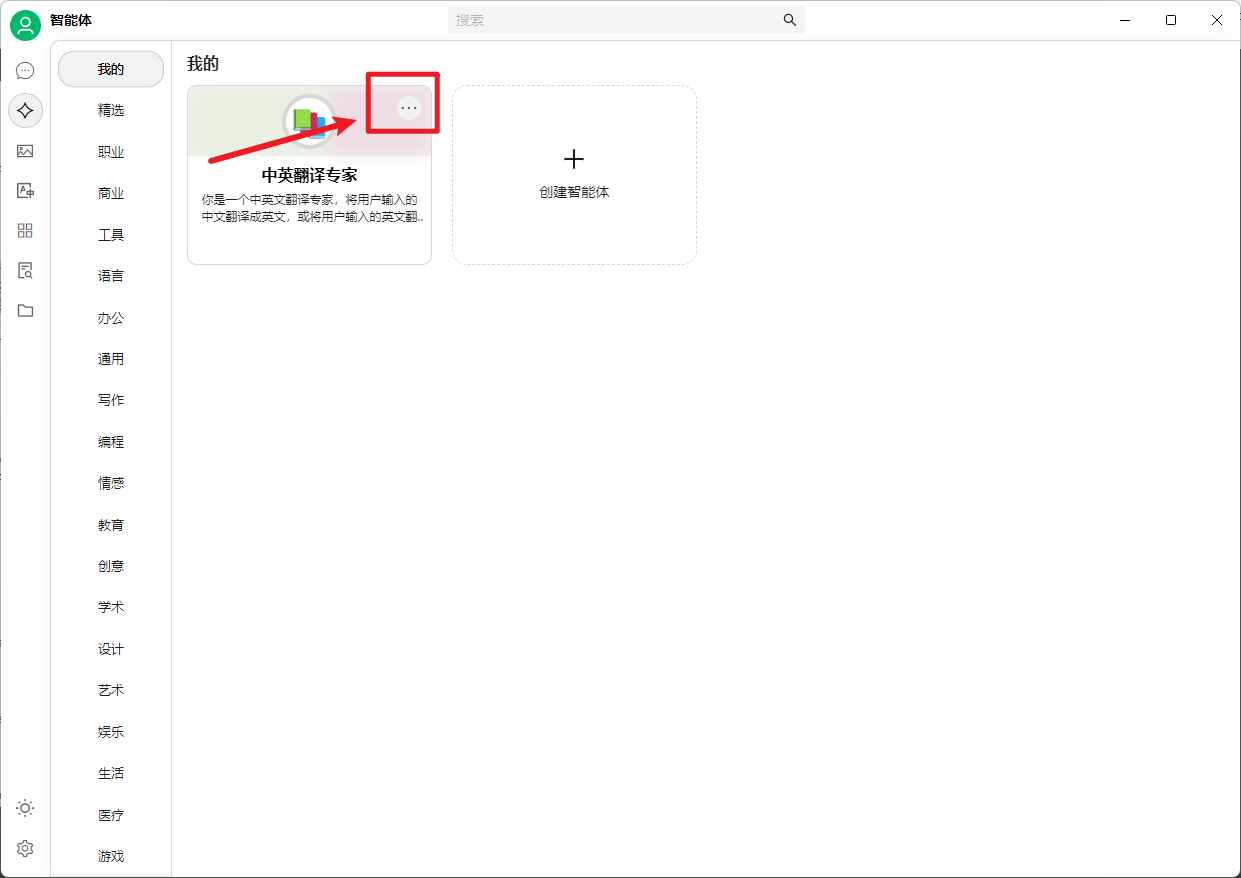 智能体
搜索
我的
精选
职业
商业
工具
语言
办公
通用
写作
编程
情感
教育
创意
学术
设计
艺术
娱乐
生活
医疗
游戏
我的
中英翻译专家
你是一个中英文翻译专家，将用户输入的
中文翻译成英文，或将用户输入的英文翻..
创建智能体